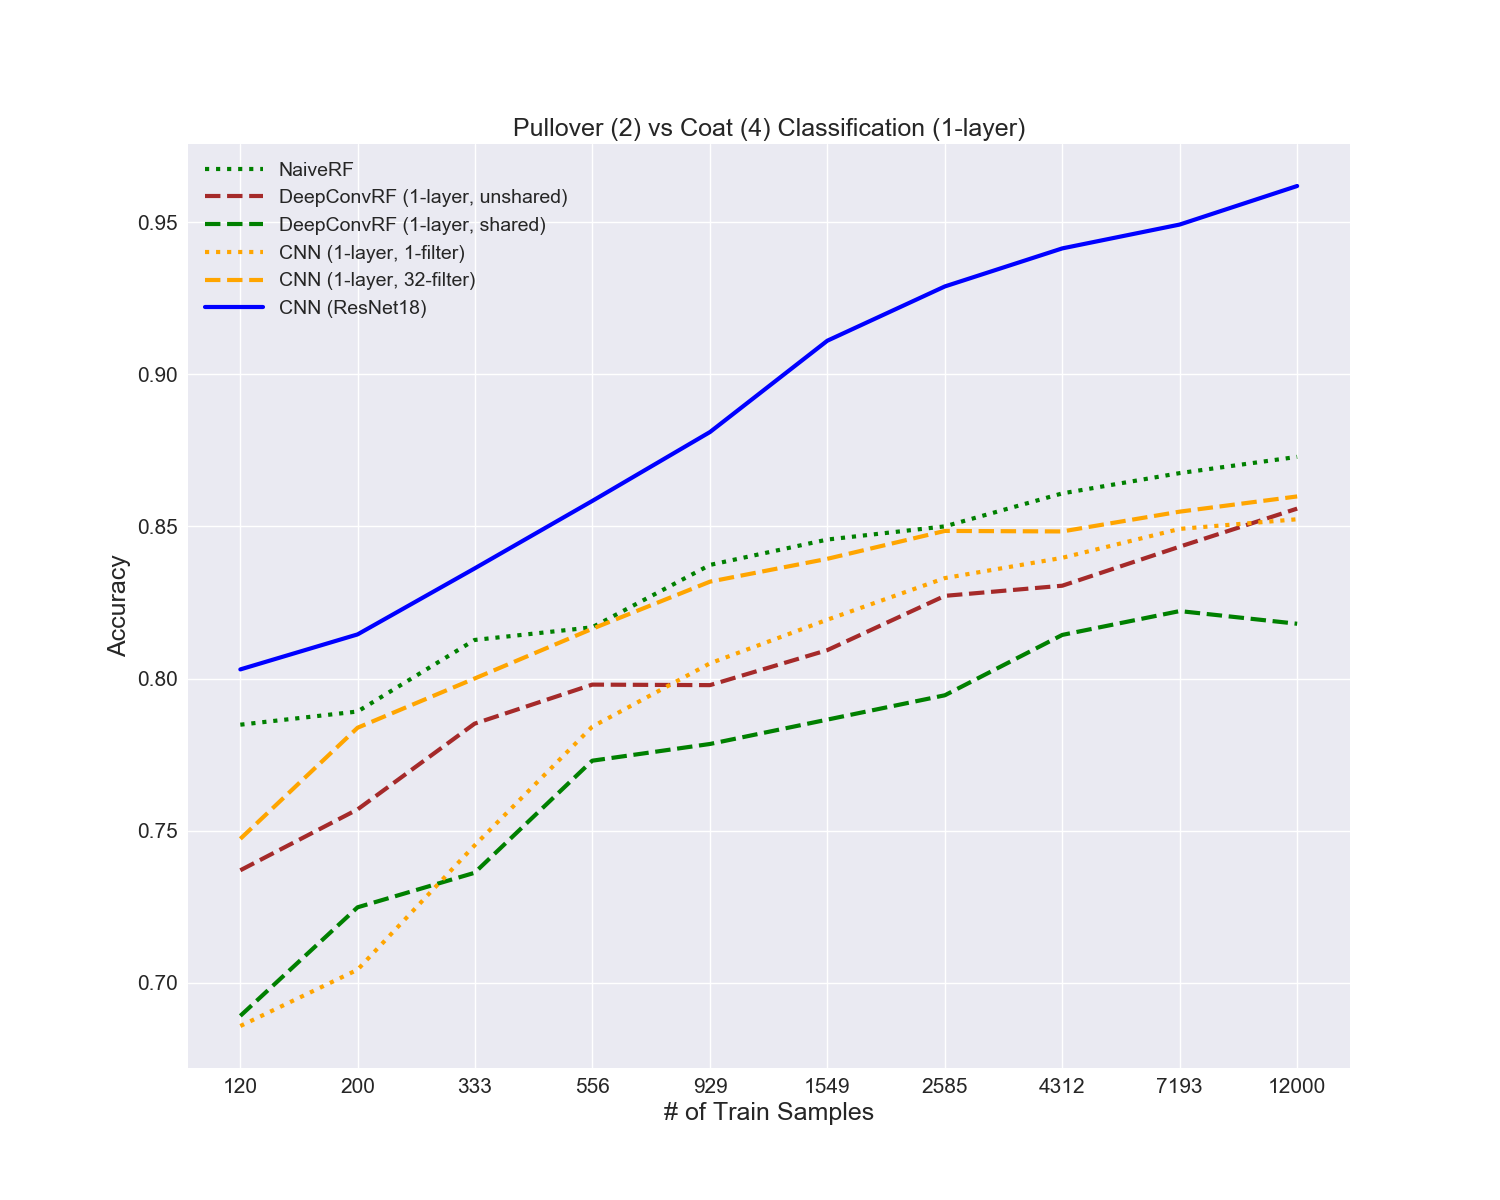 Pullover (2) vs Coat (4) Classification (1-layer)
NaiveRF
DeepConvRF (1-layer, unshared)
DeepConvRF (1-layer, shared)
CNN (1-layer, 1-filter)
CNN (1-layer, 32-filter)
CNN (ResNet18)
0.95
0.90
0.85
0.80
0.75
0.70
Accuracy
120 200 333 556 929 1549 2585 4312 7193 12000
# of Train Samples